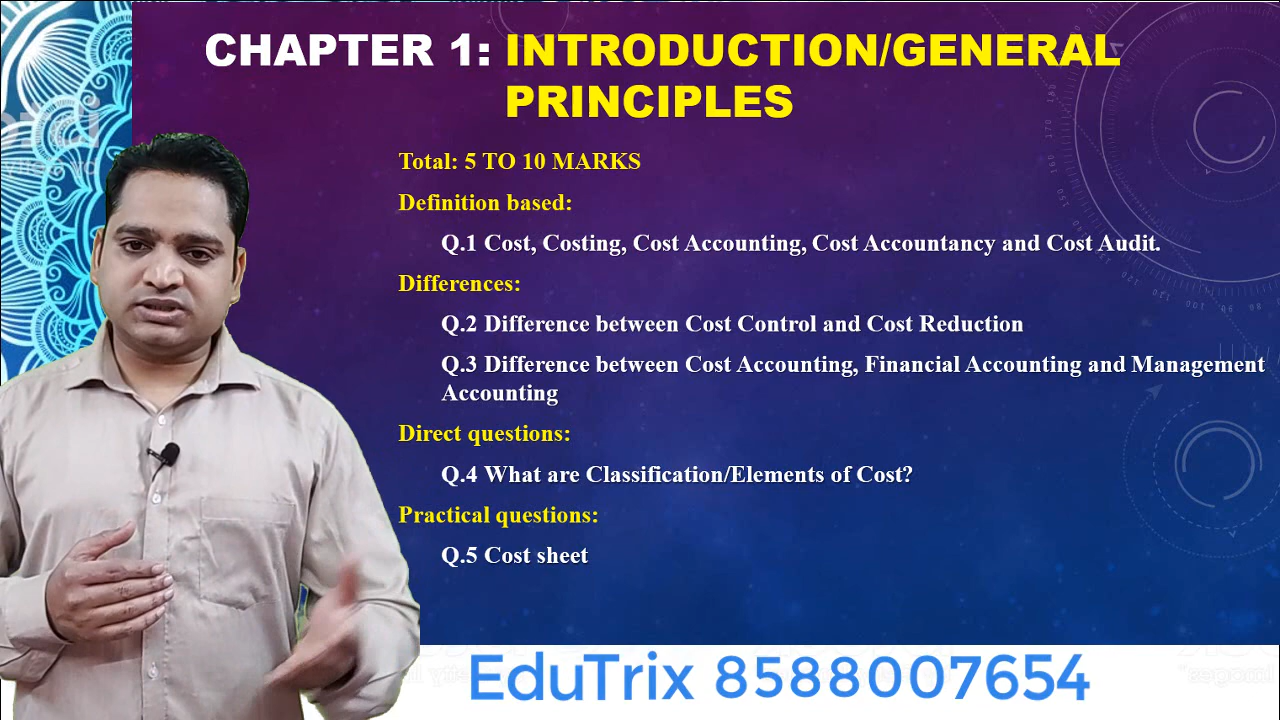 CHAPTER 1: INTRODUCTION/GENERAL
PRINCIPLES
Total: 5 TO 10 MARKS
Definition based:
Q.1 Cost, Costing, Cost Accounting, Cost Accountancy and Cost Audit.
Differences:
Q.2 Difference between Cost Control and Cost Reduction
Q.3 Difference between Cost Accounting, Financial Accounting and Management
Accounting
Direct questions:
Q.4 What are Classification/Elements of Cost?
Practical questions:
Q.5 Cost sheet
EduTrix 8588007654